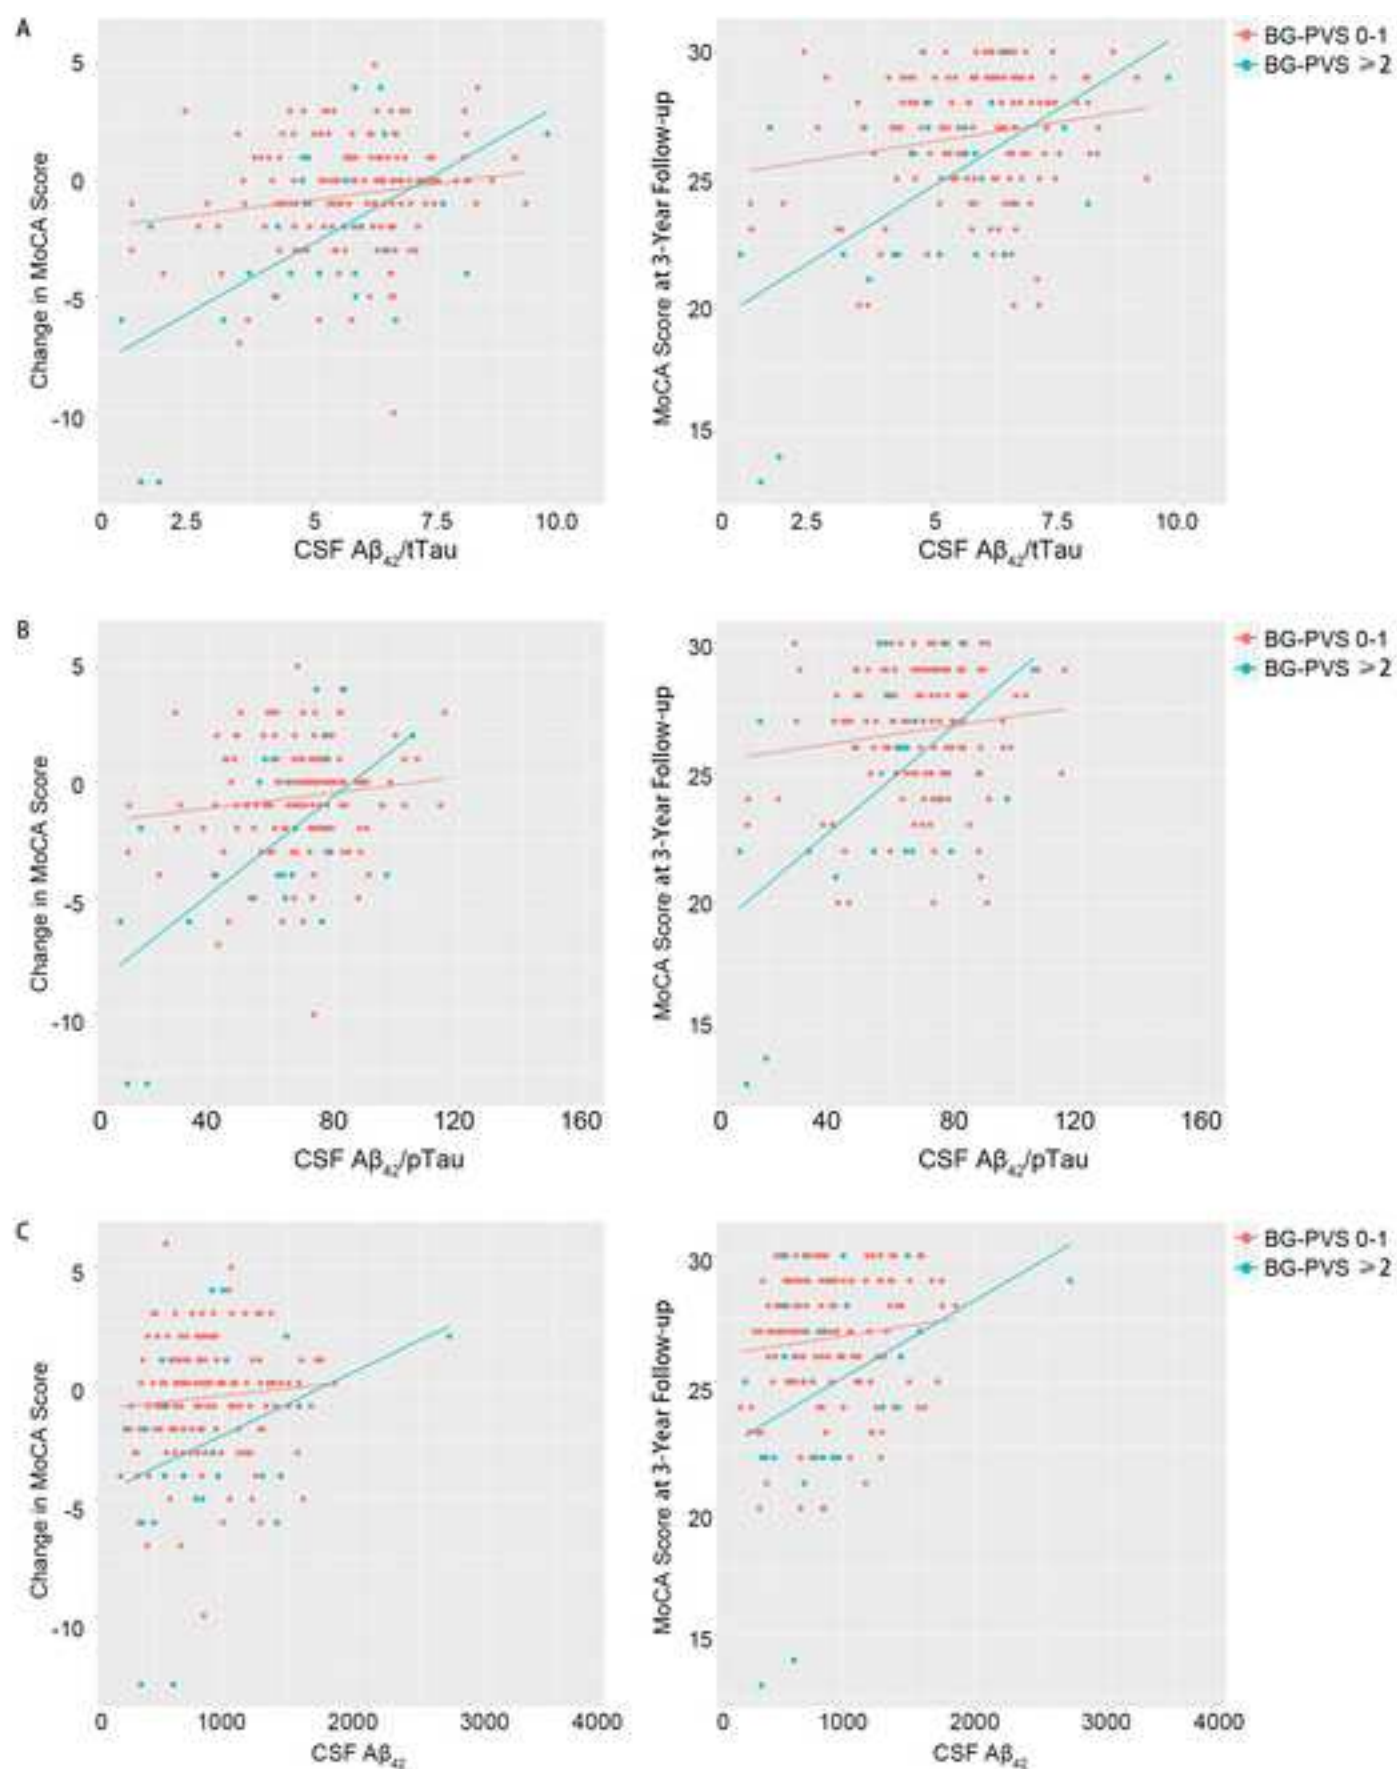 A
Change in MoCA Score
5
0
-5
-10
0 2.5 5 7.5 10.0
CSF Aβ₄₂/tTau
MoCA Score at 3-Year Follow-up
30
25
20
15
0 2.5 5 7.5 10.0
CSF Aβ₄₂/tTau
BG-PVS 0-1
BG-PVS ⩾2
B
Change in MoCA Score
5
0
-5
-10
0 40 80 120 160
CSF Aβ₄₂/pTau
MoCA Score at 3-Year Follow-up
30
25
20
15
0 40 80 120 160
CSF Aβ₄₂/pTau
BG-PVS 0-1
BG-PVS ⩾2
C
Change in MoCA Score
5
0
-5
-10
0 1000 2000 3000 4000
CSF Aβ₄₂
MoCA Score at 3-Year Follow-up
30
25
20
15
0 1000 2000 3000 4000
CSF Aβ₄₂
BG-PVS 0-1
BG-PVS ⩾2